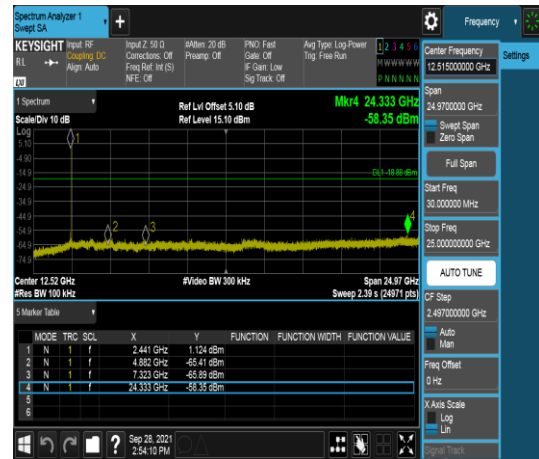 Spectrum Analyzer 1
Swept SA
+
Frequency
KEYSIGHT
RL
LXI
Input: RF
Coupling: DC
Align: Auto
Input Z: 50 Ω
Corrections: Off
Freq Ref: Int (S)
NFE: Off
#Atten: 20 dB
Preamp: Off
PNO: Fast
Gate: Off
IF Gain: Low
Sig Track: Off
Avg Type: Log-Power
Trig: Free Run
1 2 3 4 5 6
M W W W W W
P N N N N N
1 Spectrum
Scale/Div 10 dB
Ref Lvl Offset 5.10 dB
Ref Level 15.10 dBm
Mkr4 24.333 GHz
-58.35 dBm
Log
5.10
-4.90
-14.9
-24.9
-34.9
-44.9
-54.9
-64.9
-74.9
1
2
3
4
DL1 -18.88 dBm
Center 12.52 GHz
#Res BW 100 kHz
#Video BW 300 kHz
Span 24.97 GHz
Sweep 2.39 s (24971 pts)
5 Marker Table
MODE TRC SCL X Y FUNCTION FUNCTION WIDTH FUNCTION VALUE
1 N 1 f 2.441 GHz 1.124 dBm
2 N 1 f 4.882 GHz -65.41 dBm
3 N 1 f 7.323 GHz -65.89 dBm
4 N 1 f 24.333 GHz -58.35 dBm
5
6
?
Sep 28, 2021
2:54:10 PM
Settings
Center Frequency
12.515000000 GHz
Span
24.9700000 GHz
Swept Span
Zero Span
Full Span
Start Freq
30.000000 MHz
Stop Freq
25.000000000 GHz
AUTO TUNE
CF Step
2.497000000 GHz
Auto
Man
Freq Offset
0 Hz
X Axis Scale
Log
Lin
Signal Track